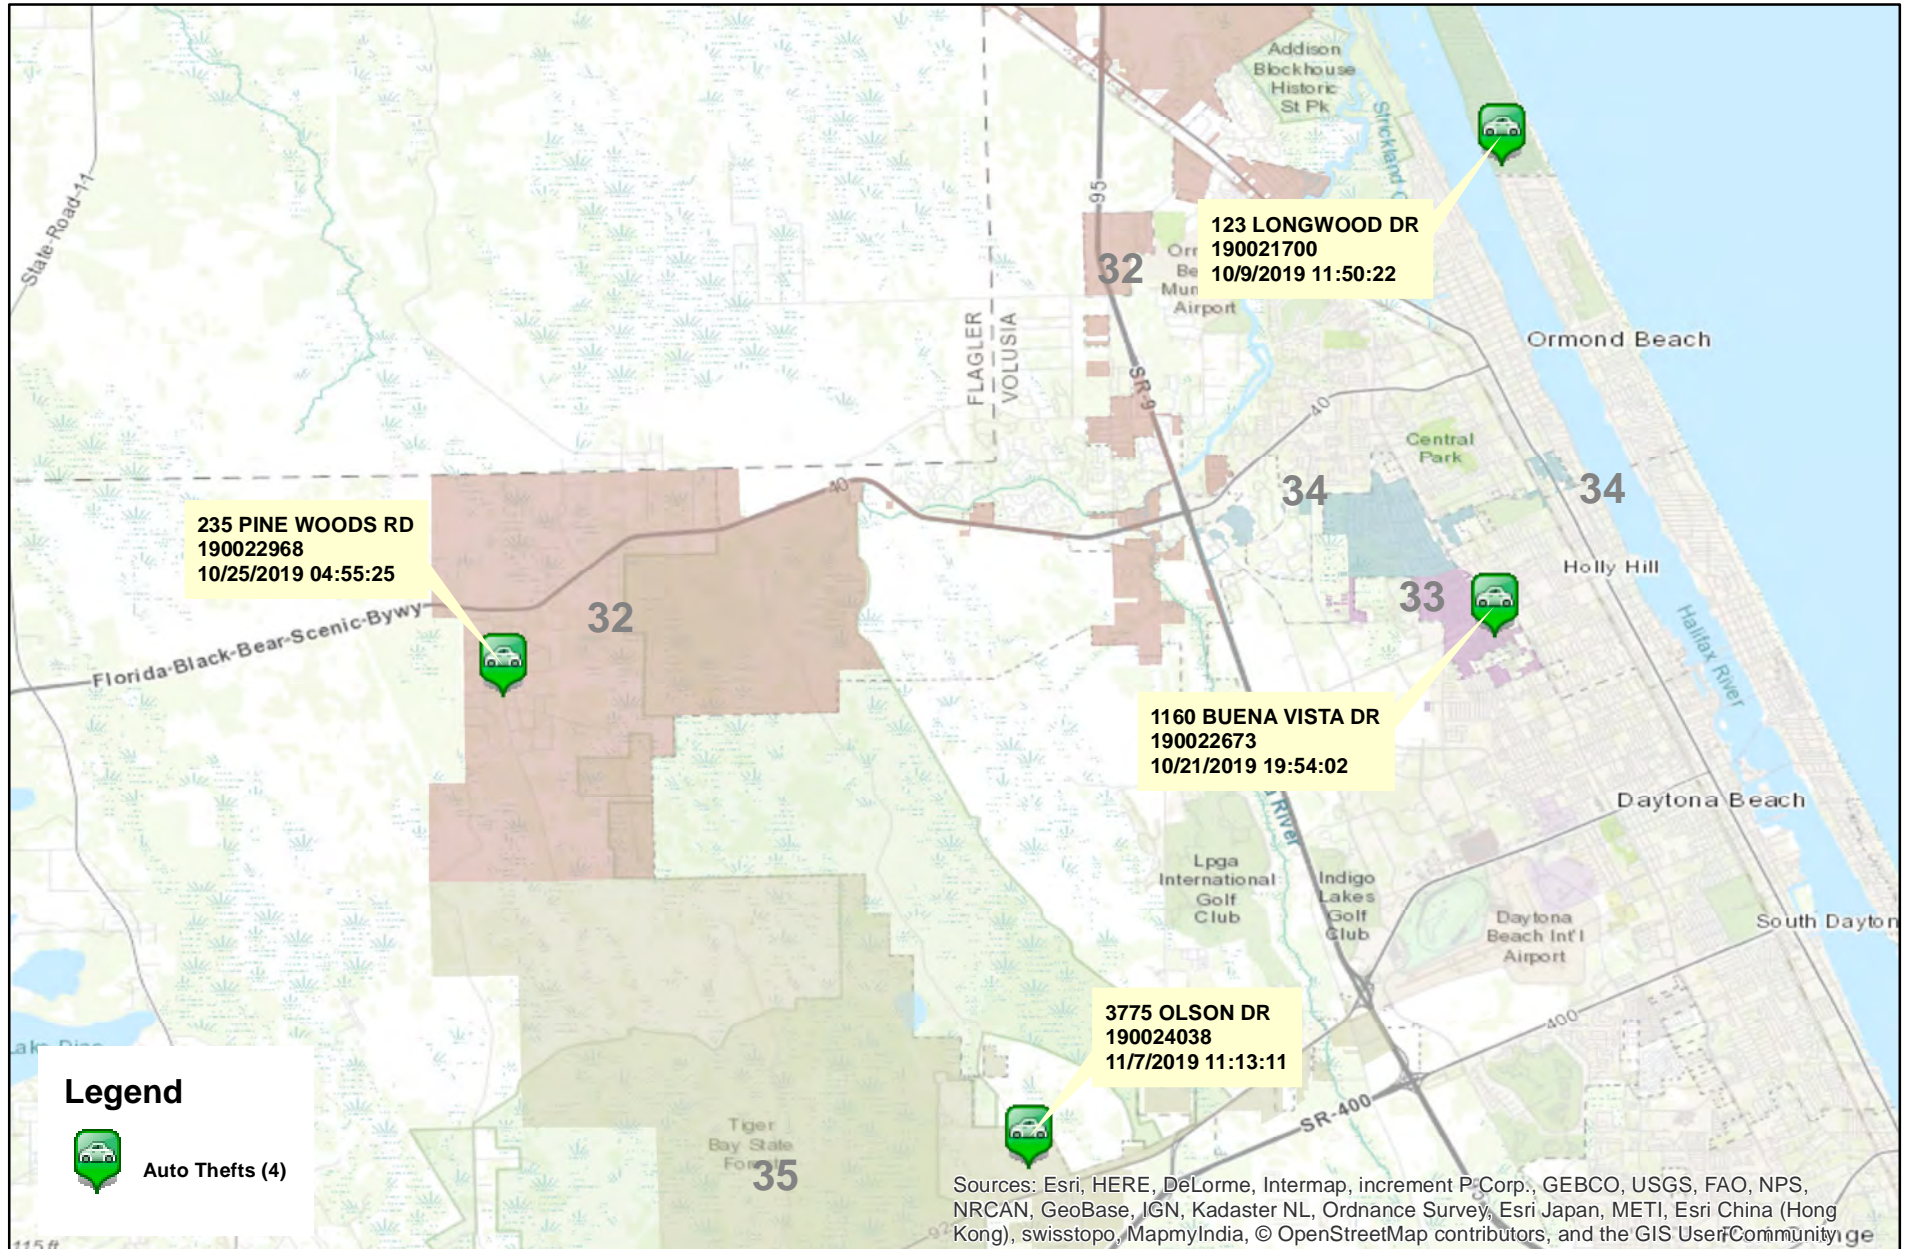 Addison
Blockhouse
Historic
St Pk
Strickland
State-Road-11
95
123 LONGWOOD DR
190021700
10/9/2019 11:50:22
32
Airport
FLAGLER
VOLUSIA
Ormond Beach
SR-9
40
Central
Park
40
34
34
235 PINE WOODS RD
190022968
10/25/2019 04:55:25
Holly Hill
33
32
Florida-Black-Bear-Scenic-Bywy
Halifax River
1160 BUENA VISTA DR
190022673
10/21/2019 19:54:02
River
Daytona Beach
Lpga
International
Golf
Club
Indigo
Lakes
Golf
Club
Daytona
Beach Int'l
Airport
South Dayton
3775 OLSON DR
190024038
11/7/2019 11:13:11
400
SR-400
Legend
Auto Thefts (4)
Tiger
Bay State
35
Sources: Esri, HERE, DeLorme, Intermap, increment P Corp., GEBCO, USGS, FAO, NPS,
NRCAN, GeoBase, IGN, Kadaster NL, Ordnance Survey, Esri Japan, METI, Esri China (Hong
Kong), swisstopo, MapmyIndia, © OpenStreetMap contributors, and the GIS User Community
115 ft